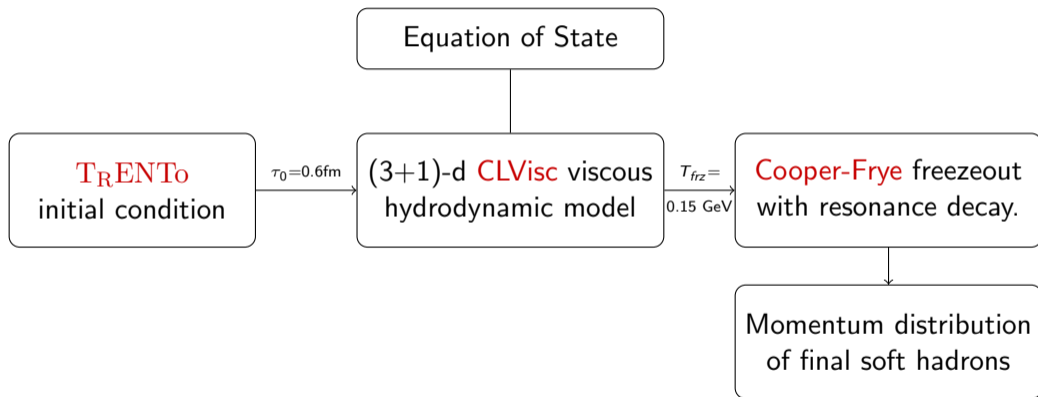 Equation of State
TRENTo
initial condition
τ0=0.6fm
(3+1)-d CLVisc viscous
hydrodynamic model
Tfrz=
0.15 GeV
Cooper-Frye freezeout
with resonance decay.
Momentum distribution
of final soft hadrons